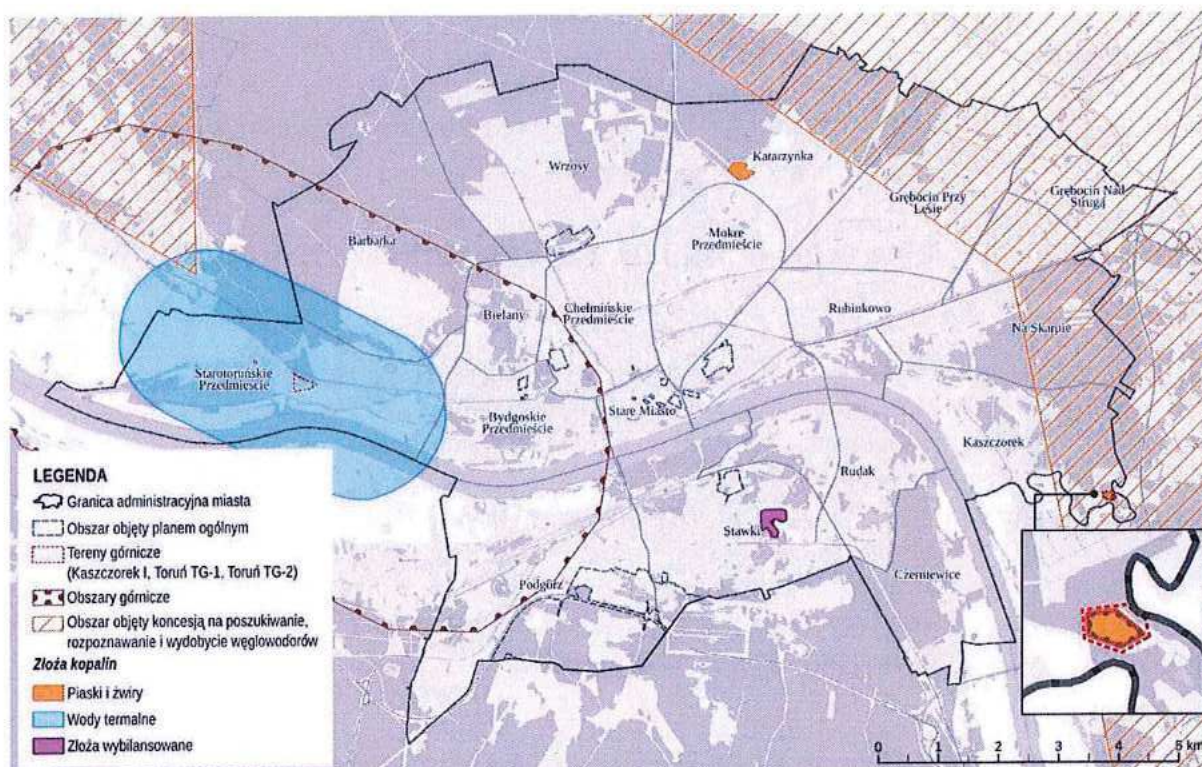 Katarzynka
Wrzosy
Grębocin Przy
Lesie
Grębocin Nad
Strugą
Mokre
Przedmieście
Barbarka
Chełmińskie
Przedmieście
Bielany
Rubinkowo
Na Skarpie
Starotoruńskie
Przedmieście
Bydgoskie
Przedmieście
Stare Miasto
Kaszczorek
Rudak
Stawki
Czerniewice
Podgórz
LEGENDA
Granica administracyjna miasta
Obszar objęty planem ogólnym
Tereny górnicze
(Kaszczorek I, Toruń TG-1, Toruń TG-2)
Obszary górnicze
Obszar objęty koncesją na poszukiwanie,
rozpoznawanie i wydobycie węglowodorów
Złoża kopalin
Piaski i żwiry
Wody termalne
Złoża wybilansowane
0 1 2 3 4 5 km